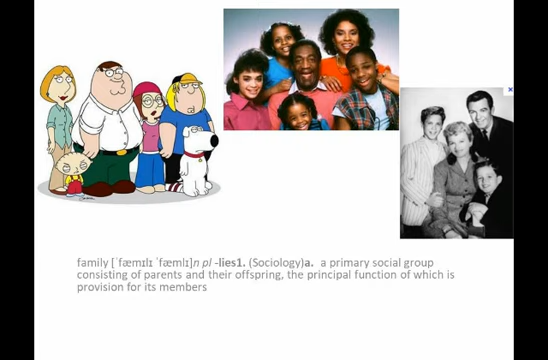 family [ˈfæmɪlɪ ˈfæmlɪ]n pl -lies1. (Sociology)a.  a primary social group
consisting of parents and their offspring, the principal function of which is
provision for its members